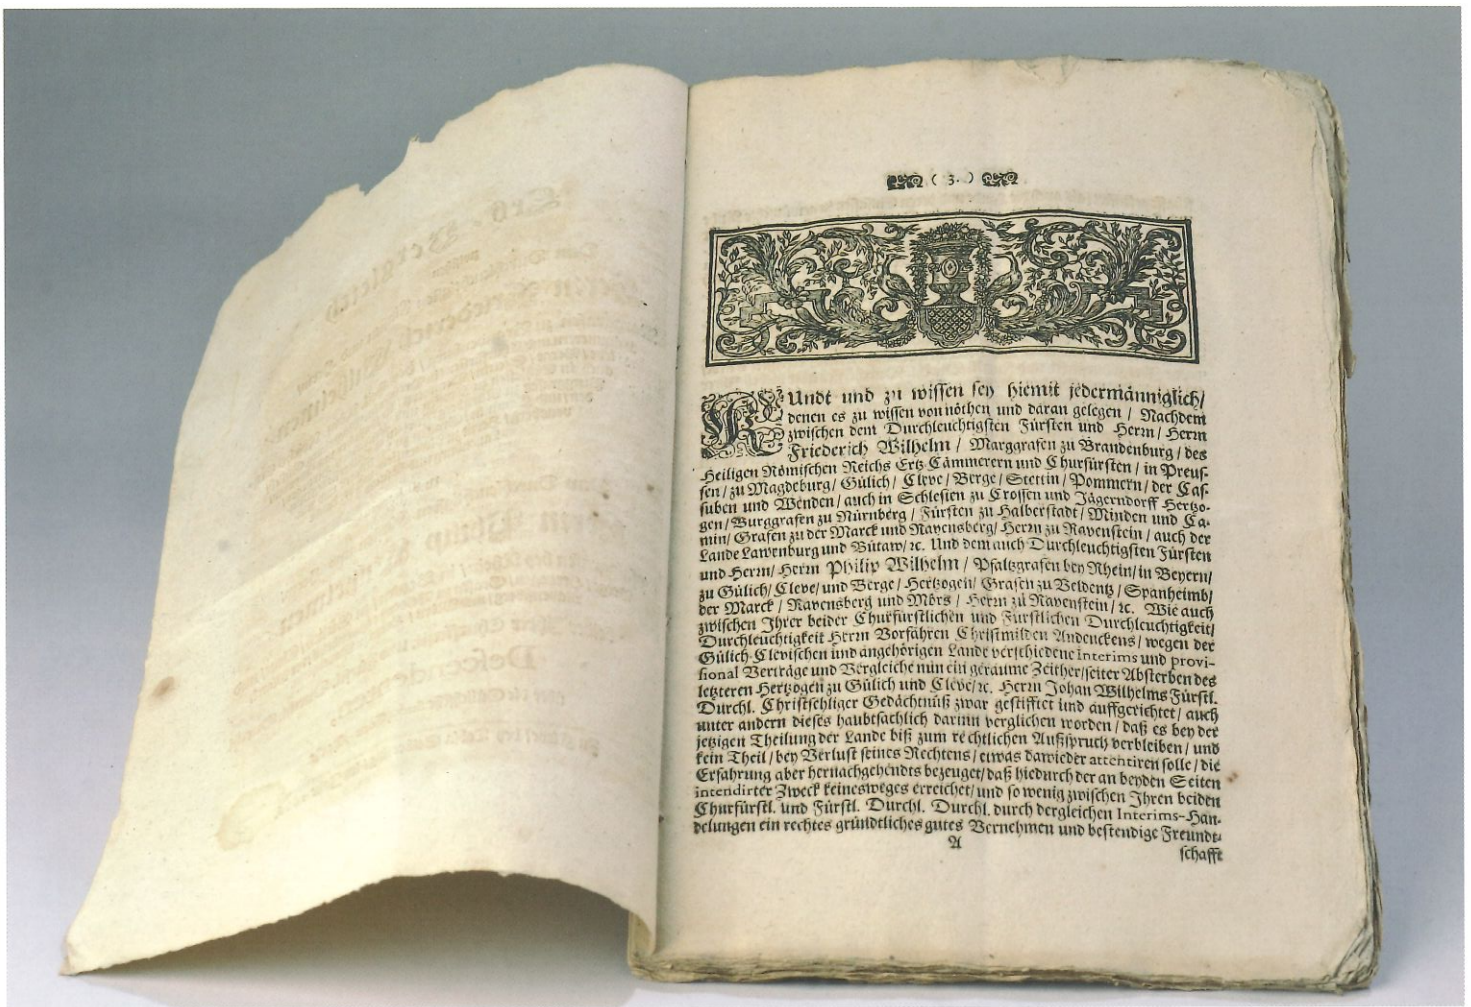 ( 3. )
KUndt und zu wissen sey hiemit jedermänniglich/
denen es zu wissen von nöthen und daran gelegen / Nachdem
zwischen dem Durchleuchtigsten Fürsten und Herrn/ Herrn
Friederich Wilhelm / Marggrafen zu Brandenburg/ des
Heiligen Römischen Reichs Ertz-Cämmerern und Churfürsten / in Preus-
sen/ zu Magdeburg/ Gülich/ Cleve/ Berge/ Stettin/ Pommern/ der Cas-
suben und Wenden/ auch in Schlesien zu Crossen und Jägerndorff Hertzo-
gen/ Burggrafen zu Nürnberg / Fürsten zu Halberstadt/ Minden und Ca-
min/ Grafen zu der Marck und Ravensberg/ Herrn zu Ravenstein/ auch der
Lande Lawenburg und Bütaw/ ꝛc. Und dem auch Durchleuchtigsten Fürsten
und Herrn/ Herrn Philip Wilhelm / Pfaltzgrafen bey Rhein/ in Beyern/
zu Gülich/ Cleve/ und Berge/ Hertzogen/ Grafen zu Veldentz/ Spanheimb/
der Marck/ Ravensberg und Mörs / Herrn zu Ravenstein/ ꝛc. Wie auch
zwischen Ihrer beider Churfürstlichen und Fürstlichen Durchleuchtigkeit/
Durchleuchtigkeit Herrn Vorfahren Christmilden Andenckens/ wegen der
Gülich-Clevischen und angehörigen Lande verschiedene Interims und provi-
sional Verträge und Vergleiche nun ein geraume Zeither/ seiter Absterben des
letzteren Hertzogen zu Gülich und Cleve/ ꝛc. Herrn Johan Wilhelms Fürstl.
Durchl. Christsehliger Gedächtnüß zwar gestifftet und auffgerichtet/ auch
unter andern dieses haubtsachlich darinn verglichen worden/ daß es bey der
jetzigen Theilung der Lande biß zum rechtlichen Außspruch verbleiben/ und
kein Theil/ bey Verlust seines Rechtens/ etwas darwieder attentiren solle/ die
Erfahrung aber hernachgehendts bezeuget/ daß hiedurch der an beyden Seiten
intendirter Zweck keinesweges erreichet/ und so wenig zwischen Ihren beiden
Churfürstl. und Fürstl. Durchl. Durchl. durch dergleichen Interims-Han-
delungen ein rechtes gründtliches gutes Vernehmen und bestendige Freundt-
A
schafft